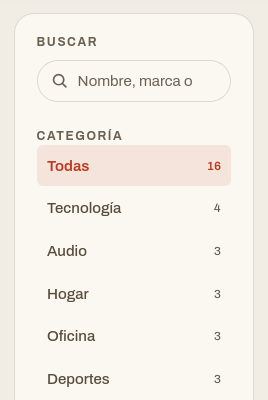 BUSCAR
Nombre, marca o
CATEGORÍA
Todas 16
Tecnología 4
Audio 3
Hogar 3
Oficina 3
Deportes 3